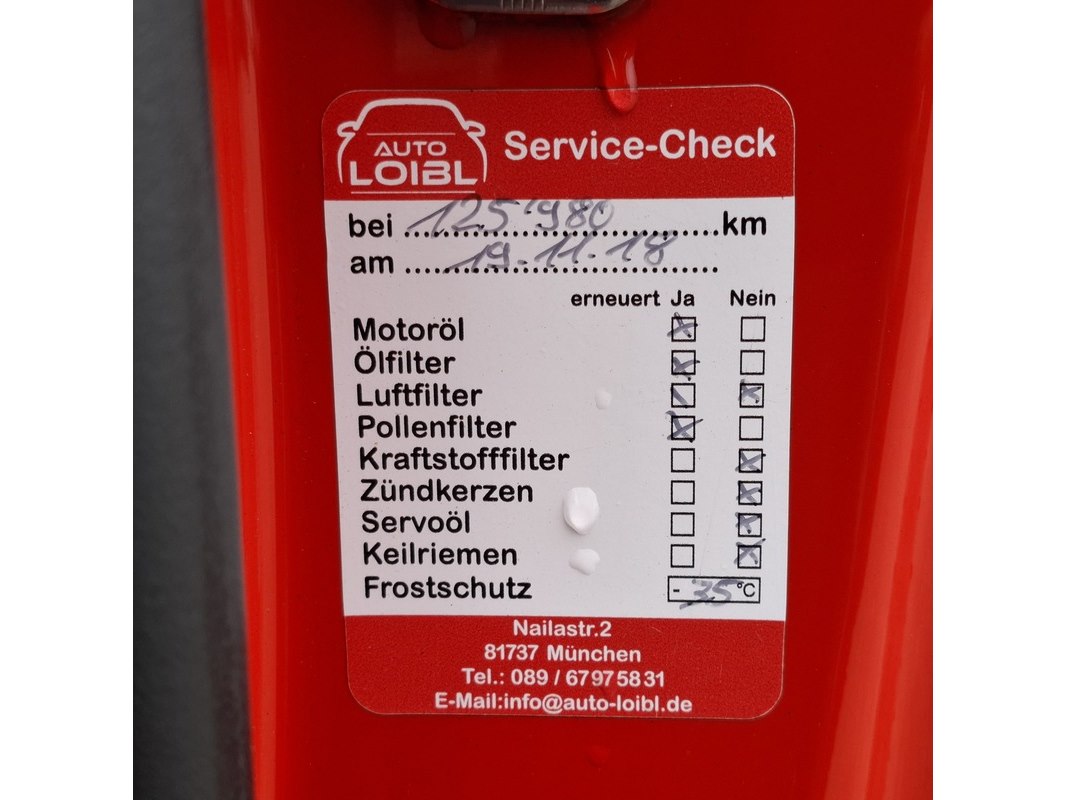 AUTO
LOIBL
Service-Check
bei 125'980 km
am 19.11.18
erneuert Ja Nein
Motoröl
Ölfilter
Luftfilter
Pollenfilter
Kraftstofffilter
Zündkerzen
Servoöl
Keilriemen
Frostschutz - 35 °C
Nailastr.2
81737 München
Tel.: 089 / 67975831
E-Mail:info@auto-loibl.de